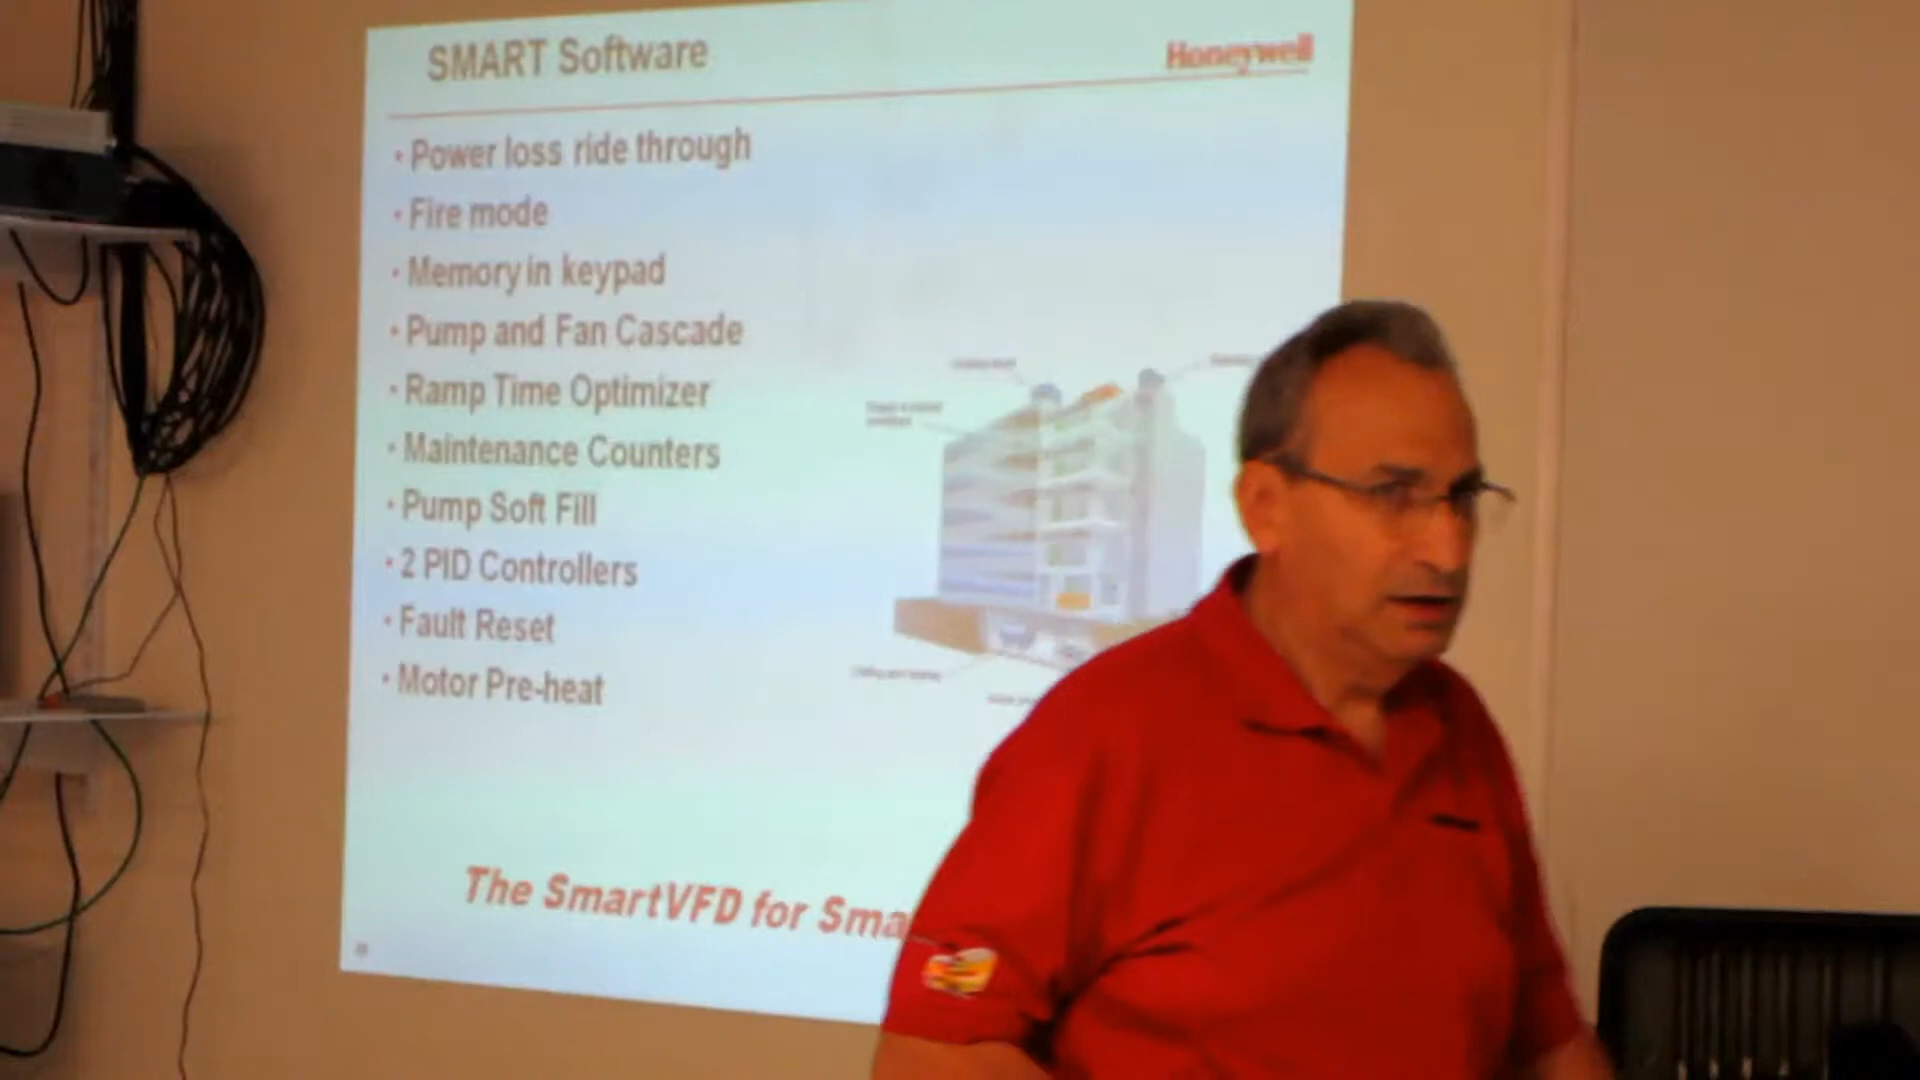 SMART Software
Honeywell
• Power loss ride through
• Fire mode
• Memory in keypad
• Pump and Fan Cascade
• Ramp Time Optimizer
• Maintenance Counters
• Pump Soft Fill
• 2 PID Controllers
• Fault Reset
• Motor Pre-heat
The SmartVFD for Sma